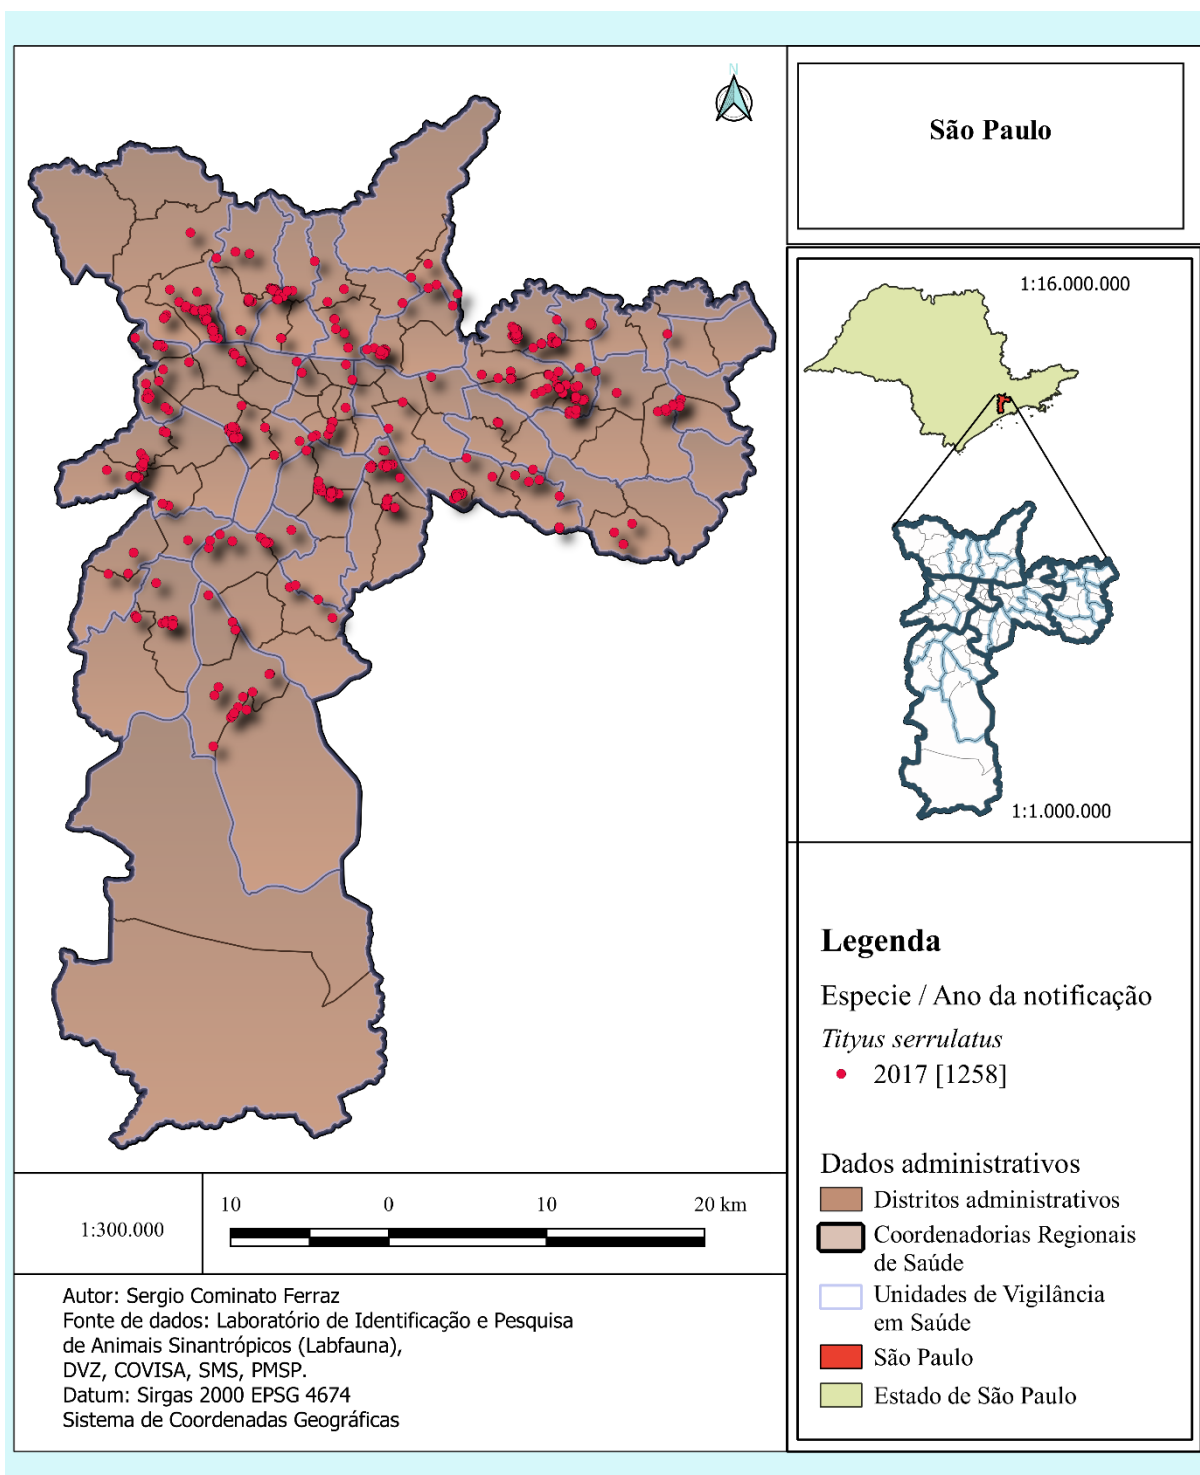 N
São Paulo
1:16.000.000
1:1.000.000
Legenda
Especie / Ano da notificação
Tityus serrulatus
2017 [1258]
Dados administrativos
Distritos administrativos
Coordenadorias Regionais
de Saúde
Unidades de Vigilância
em Saúde
São Paulo
Estado de São Paulo
1:300.000
10 0 10 20 km
Autor: Sergio Cominato Ferraz
Fonte de dados: Laboratório de Identificação e Pesquisa
de Animais Sinantrópicos (Labfauna),
DVZ, COVISA, SMS, PMSP.
Datum: Sirgas 2000 EPSG 4674
Sistema de Coordenadas Geográficas